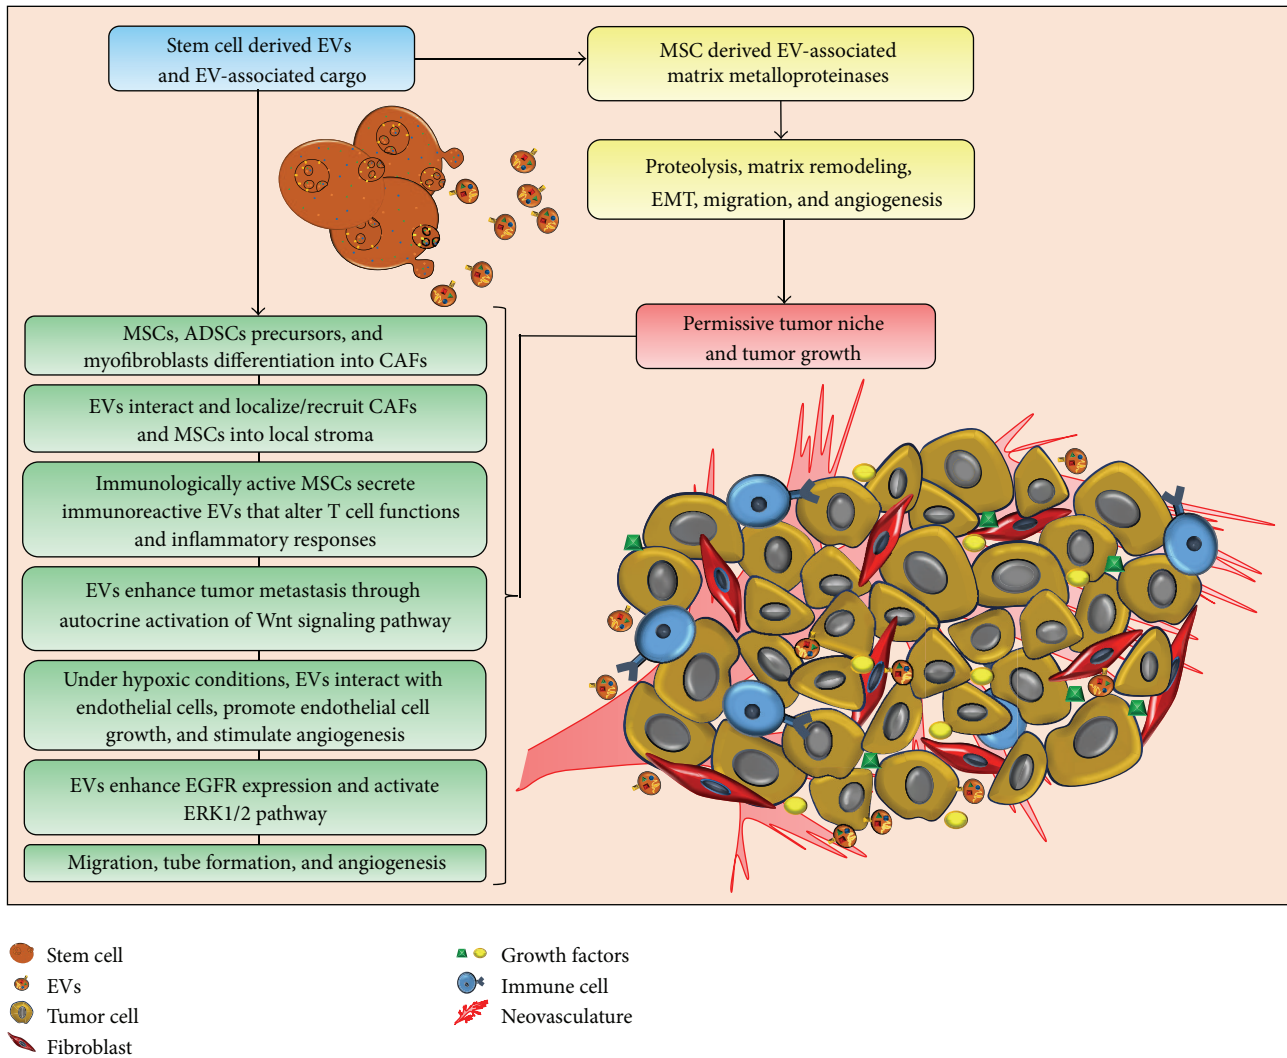 Stem cell derived EVs
and EV-associated cargo
MSC derived EV-associated
matrix metalloproteinases
Proteolysis, matrix remodeling,
EMT, migration, and angiogenesis
Permissive tumor niche
and tumor growth
MSCs, ADSCs precursors, and
myofibroblasts differentiation into CAFs
EVs interact and localize/recruit CAFs
and MSCs into local stroma
Immunologically active MSCs secrete
immunoreactive EVs that alter T cell functions
and inflammatory responses
EVs enhance tumor metastasis through
autocrine activation of Wnt signaling pathway
Under hypoxic conditions, EVs interact with
endothelial cells, promote endothelial cell
growth, and stimulate angiogenesis
EVs enhance EGFR expression and activate
ERK1/2 pathway
Migration, tube formation, and angiogenesis
Stem cell
EVs
Tumor cell
Fibroblast
Growth factors
Immune cell
Neovasculature